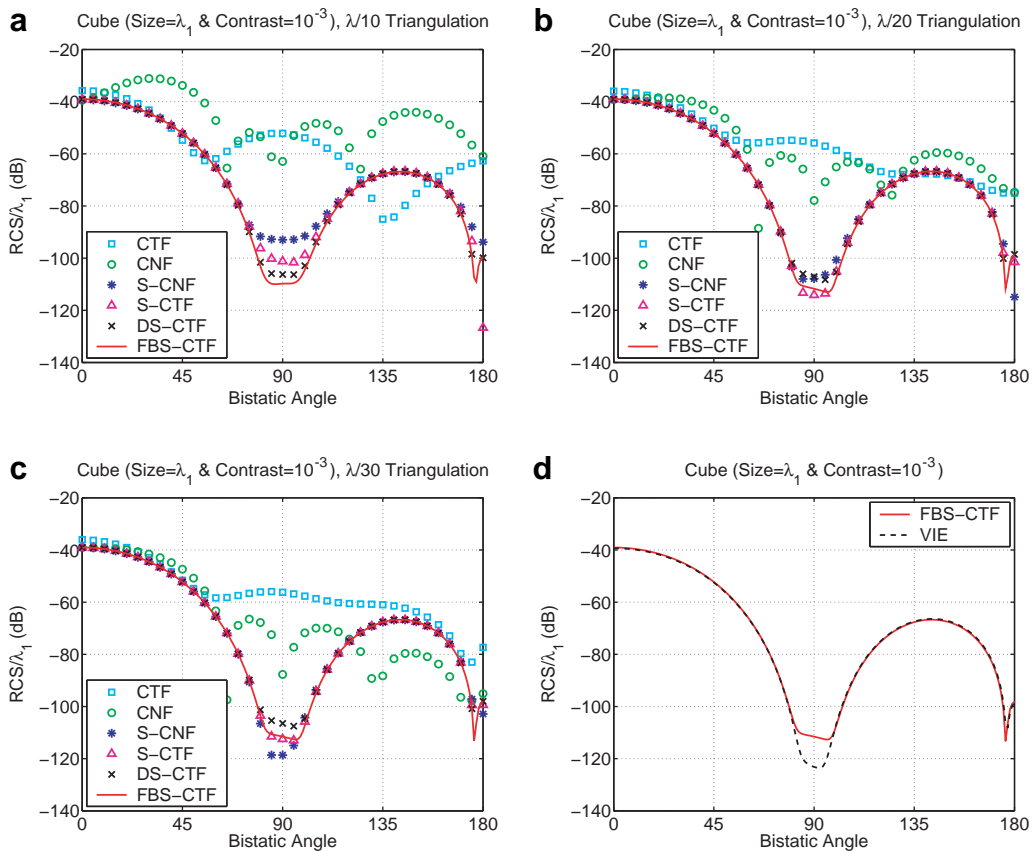 a
Cube (Size=λ₁ & Contrast=10⁻³), λ/10 Triangulation
RCS/λ₁ (dB)
−20
−40
−60
−80
−100
−120
−140
CTF
CNF
S−CNF
S−CTF
DS−CTF
FBS−CTF
0 45 90 135 180
Bistatic Angle
b
Cube (Size=λ₁ & Contrast=10⁻³), λ/20 Triangulation
RCS/λ₁ (dB)
−20
−40
−60
−80
−100
−120
−140
CTF
CNF
S−CNF
S−CTF
DS−CTF
FBS−CTF
0 45 90 135 180
Bistatic Angle
c
Cube (Size=λ₁ & Contrast=10⁻³), λ/30 Triangulation
RCS/λ₁ (dB)
−20
−40
−60
−80
−100
−120
−140
CTF
CNF
S−CNF
S−CTF
DS−CTF
FBS−CTF
0 45 90 135 180
Bistatic Angle
d
Cube (Size=λ₁ & Contrast=10⁻³)
RCS/λ₁ (dB)
−20
−40
−60
−80
−100
−120
−140
FBS−CTF
VIE
0 45 90 135 180
Bistatic Angle